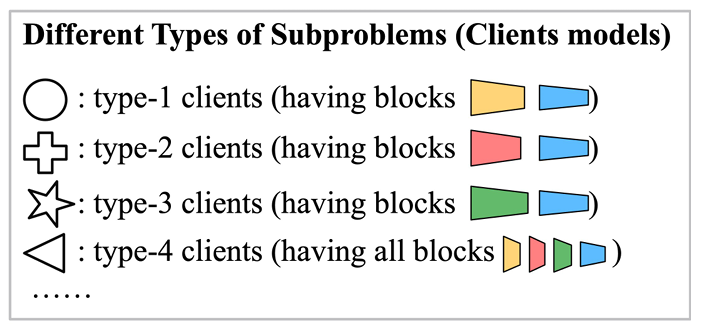 Different Types of Subproblems (Clients models)
: type-1 clients (having blocks )
: type-2 clients (having blocks )
: type-3 clients (having blocks )
: type-4 clients (having all blocks )
……